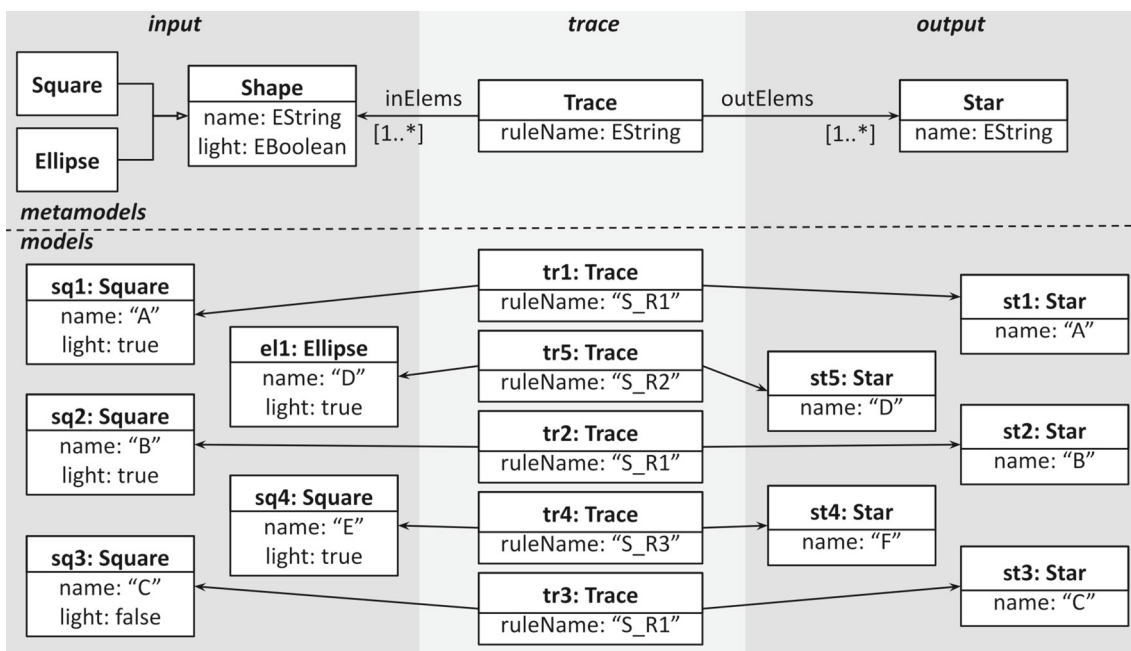 input
trace
output
Square
Ellipse
Shape
name: EString
light: EBoolean
inElems
[1..*]
Trace
ruleName: EString
outElems
[1..*]
Star
name: EString
metamodels
models
sq1: Square
name: “A”
light: true
tr1: Trace
ruleName: “S_R1”
st1: Star
name: “A”
el1: Ellipse
name: “D”
light: true
tr5: Trace
ruleName: “S_R2”
st5: Star
name: “D”
sq2: Square
name: “B”
light: true
tr2: Trace
ruleName: “S_R1”
st2: Star
name: “B”
sq4: Square
name: “E”
light: true
tr4: Trace
ruleName: “S_R3”
st4: Star
name: “F”
sq3: Square
name: “C”
light: false
tr3: Trace
ruleName: “S_R1”
st3: Star
name: “C”